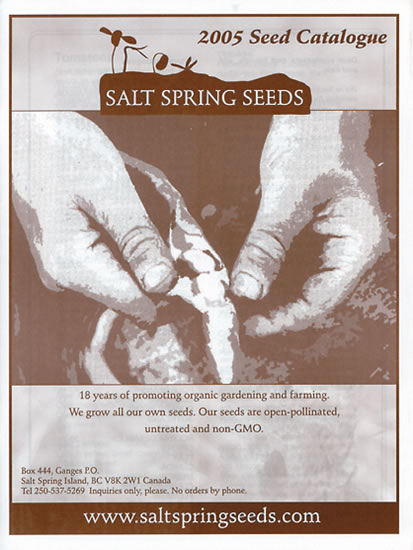 2005 Seed Catalogue
SALT SPRING SEEDS
18 years of promoting organic gardening and farming.
We grow all our own seeds. Our seeds are open-pollinated,
untreated and non-GMO.
Box 444, Ganges P.O.
Salt Spring Island, BC V8K 2W1 Canada
Tel 250-537-5269 Inquiries only, please. No orders by phone.
www.saltspringseeds.com